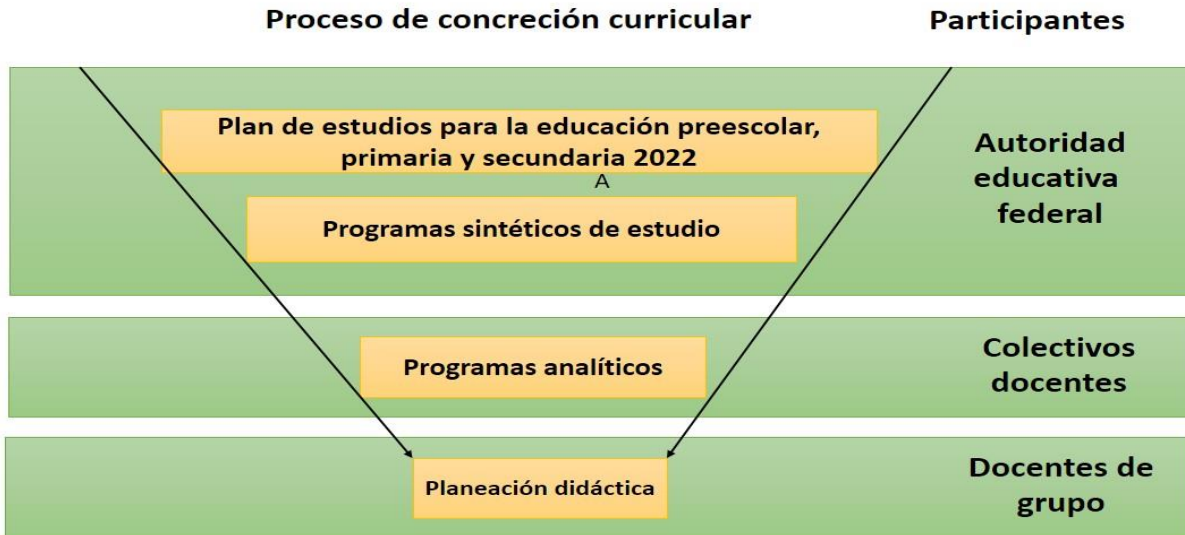 Proceso de concreción curricular
Participantes
Plan de estudios para la educación preescolar,
primaria y secundaria 2022
A
Programas sintéticos de estudio
Autoridad
educativa
federal
Programas analíticos
Colectivos
docentes
Planeación didáctica
Docentes de
grupo